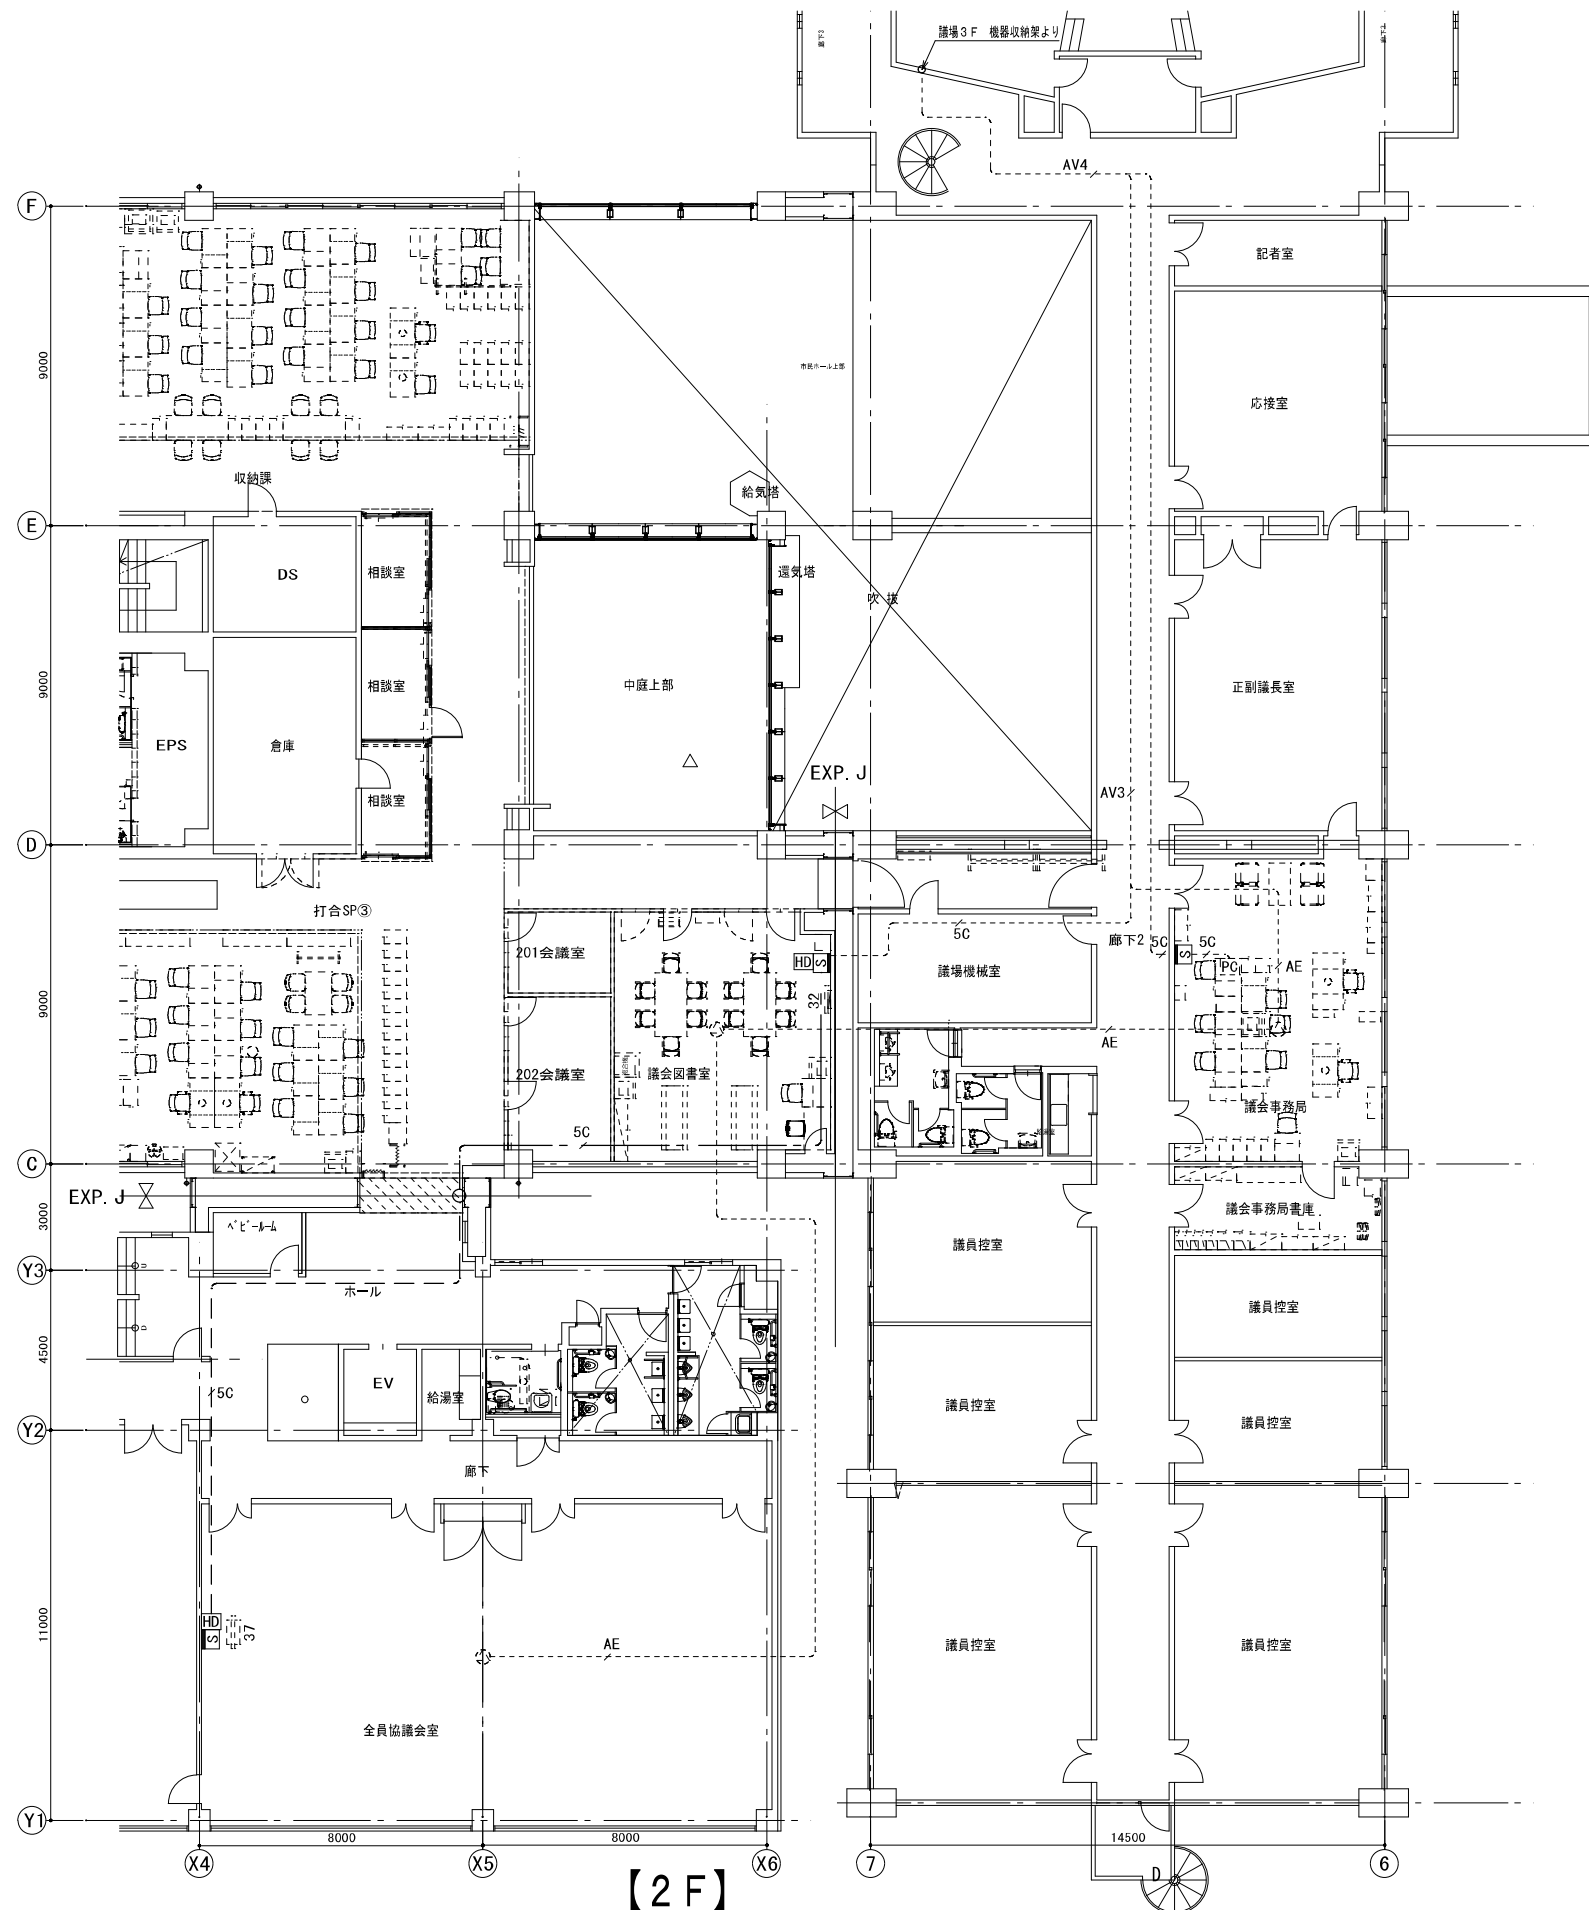 廊下3
議場3F 機器収納架より
AV4
F
記者室
9000
市民ホール上部
応接室
収納課
給気塔
E
DS
相談室
還気塔
吹 抜
9000
相談室
中庭上部
正副議長室
EPS
倉庫
EXP. J
相談室
AV3
D
打合SP③
201会議室
5C
廊下2
5C
5C
HD
S
S
議場機械室
PC
AE
9000
32
AE
202会議室
議会図書室
議会事務局
5C
C
EXP. J
3000
ベビールーム
議会事務局書庫
議員控室
Y3
ホール
議員控室
4500
EV
給湯室
5C
議員控室
議員控室
Y2
廊下
11000
HD
S
37
AE
議員控室
議員控室
全員協議会室
Y1
8000
8000
14500
X4
X5
X6
7
6
D
【2F】